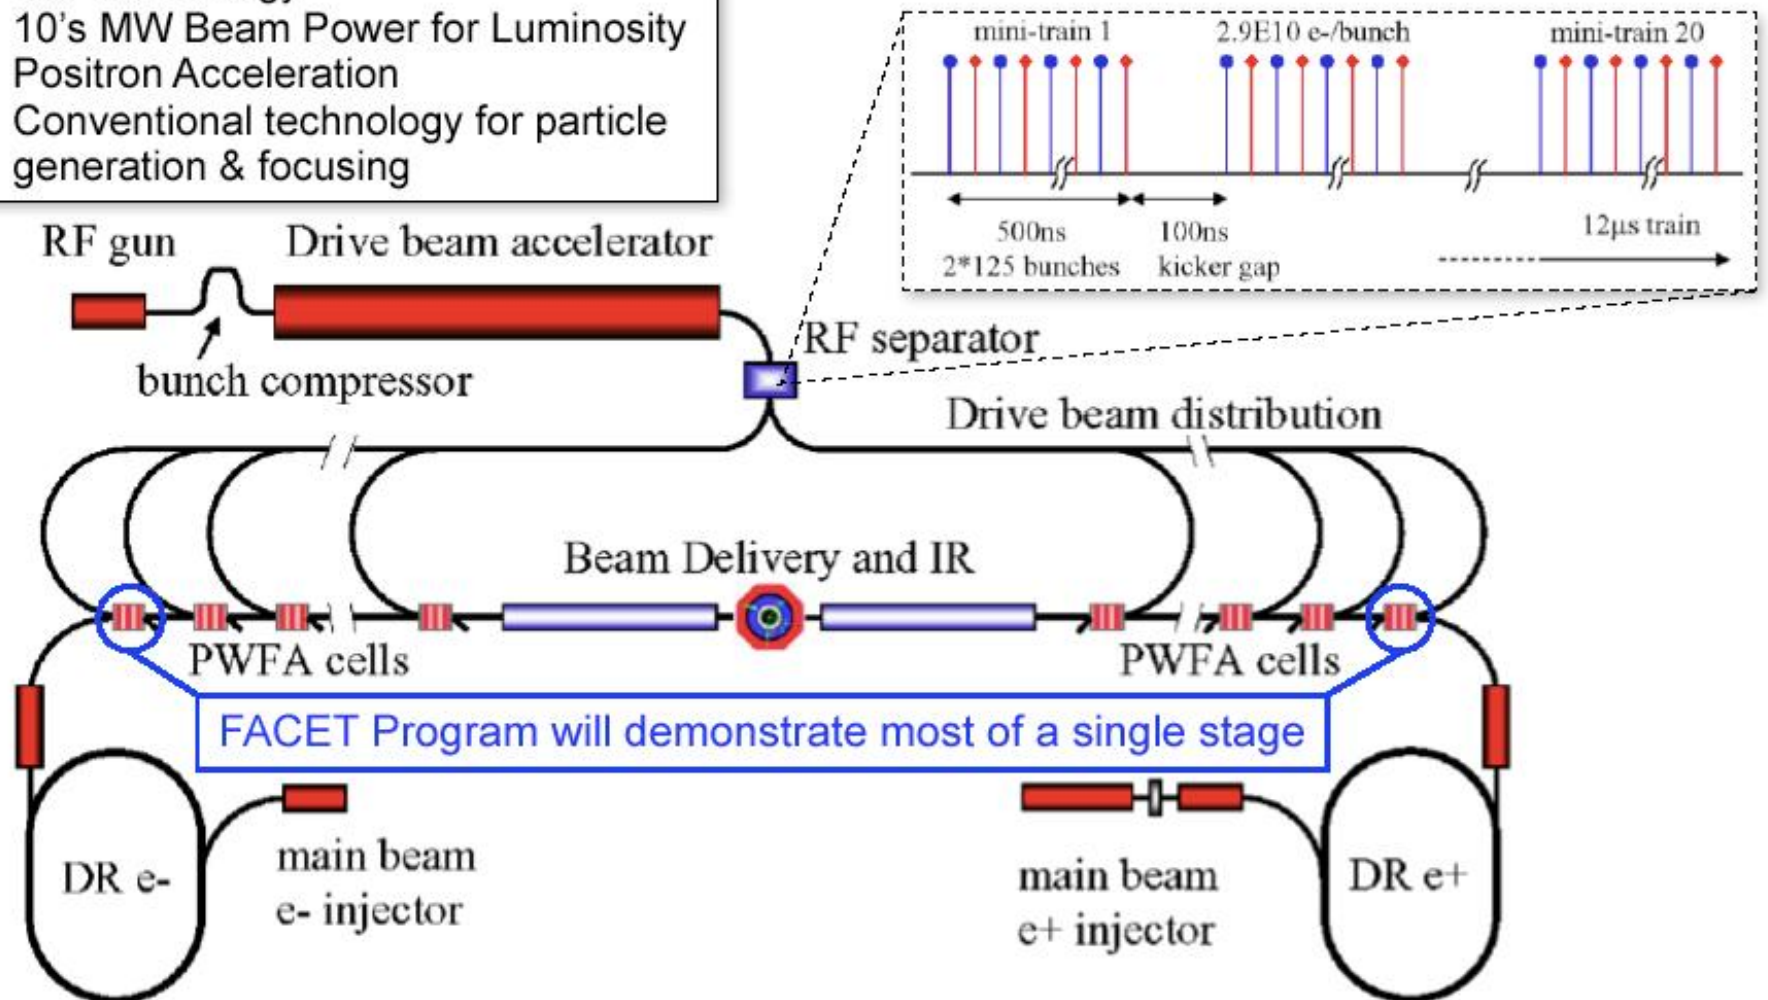 10's MW Beam Power for Luminosity
Positron Acceleration
Conventional technology for particle
generation & focusing
mini-train 1
2.9E10 e-/bunch
mini-train 20
500ns
2*125 bunches
100ns
kicker gap
12μs train
RF gun
Drive beam accelerator
bunch compressor
RF separator
Drive beam distribution
Beam Delivery and IR
PWFA cells
PWFA cells
FACET Program will demonstrate most of a single stage
DR e-
main beam
e- injector
main beam
e+ injector
DR e+